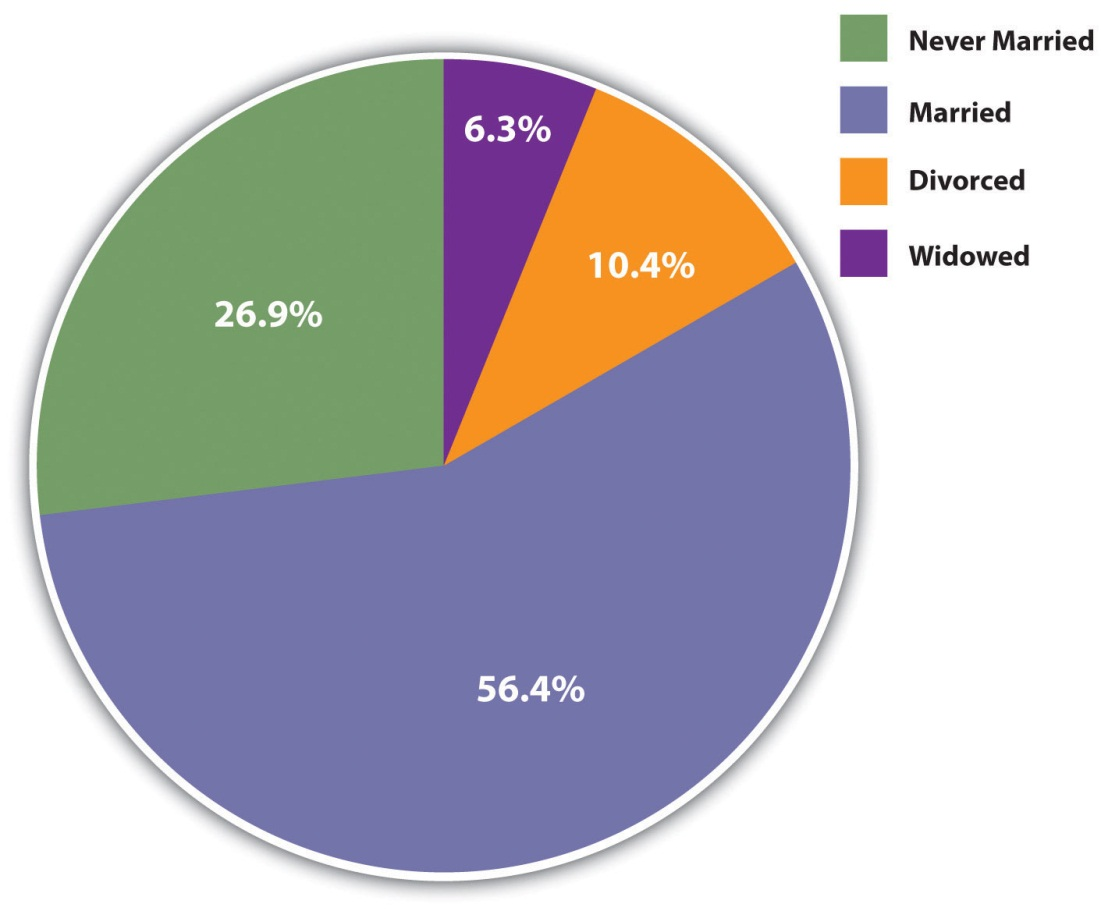 Never Married
Married
Divorced
Widowed
6.3%
10.4%
26.9%
56.4%